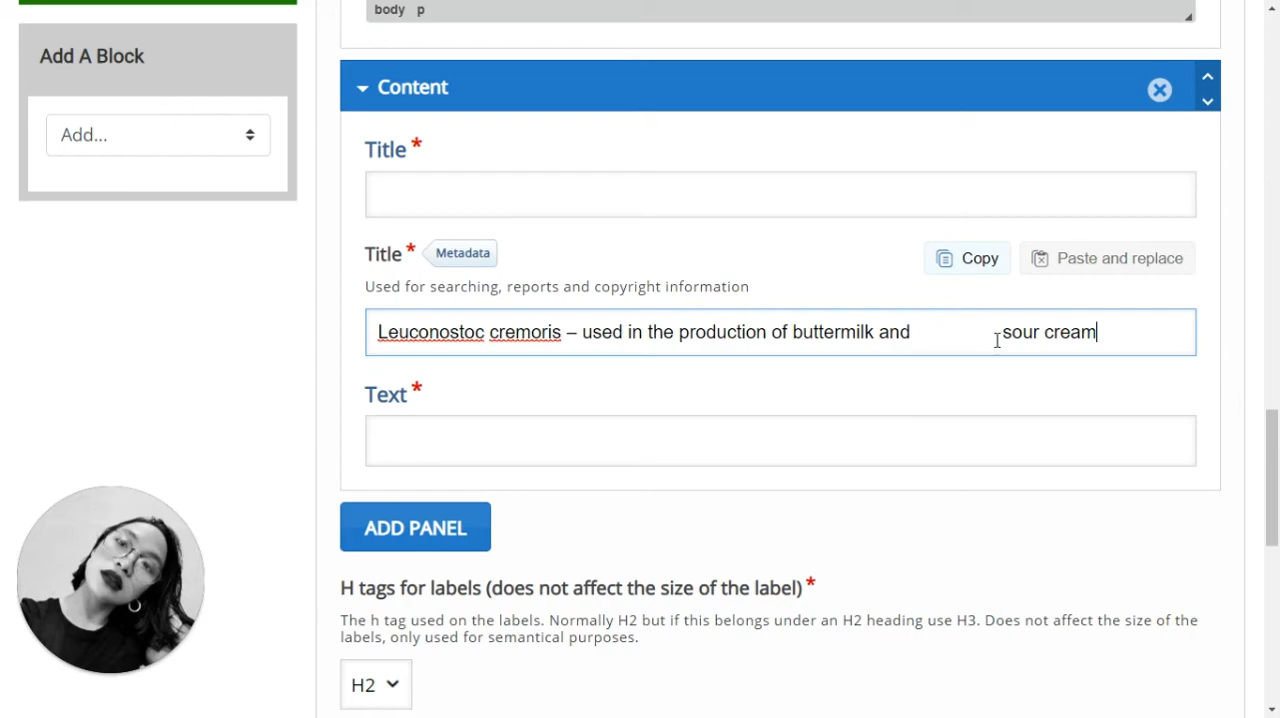 body p
Add A Block
Content
Add...
Title *
Title * Metadata
Copy Paste and replace
Used for searching, reports and copyright information
Leuconostoc cremoris – used in the production of buttermilk and sour cream
Text *
ADD PANEL
H tags for labels (does not affect the size of the label) *
The h tag used on the labels. Normally H2 but if this belongs under an H2 heading use H3. Does not affect the size of the
labels, only used for semantical purposes.
H2